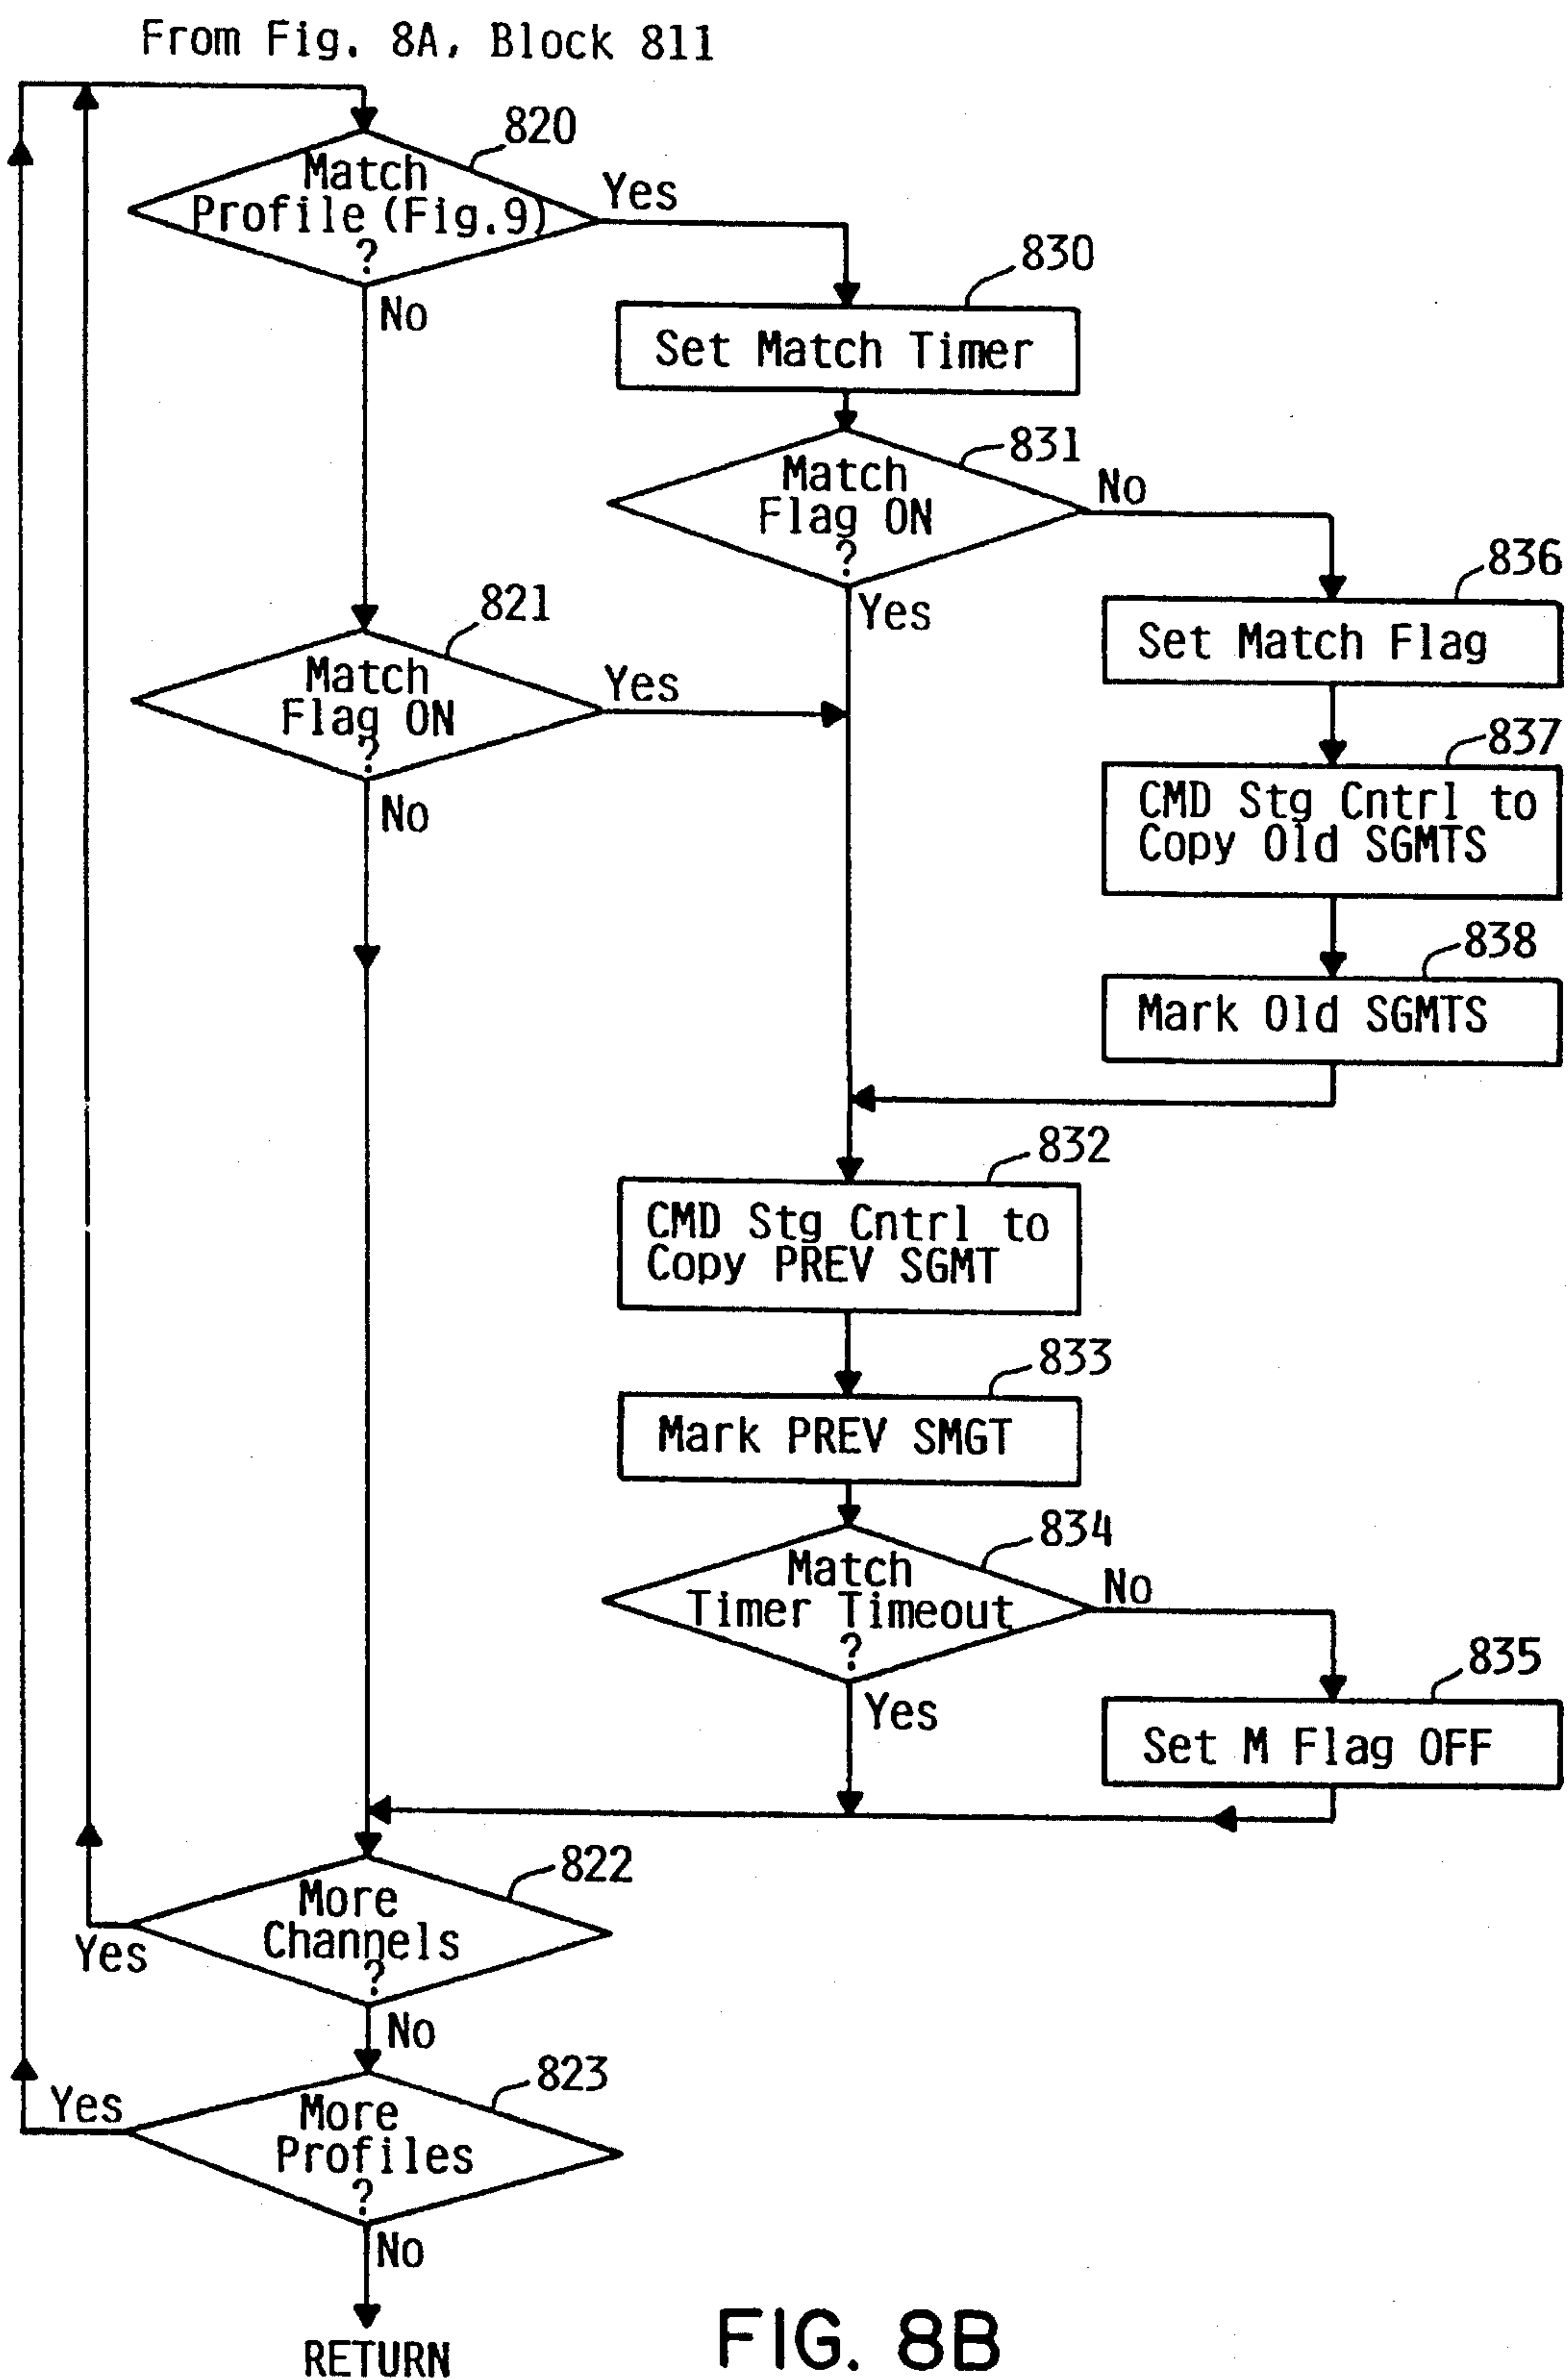 From Fig. 8A, Block 811
820
Match
Profile (Fig.9)
?
Yes
No
830
Set Match Timer
831
Match
Flag ON
?
No
Yes
836
Set Match Flag
821
Match
Flag ON
?
Yes
No
837
CMD Stg Cntrl to
Copy Old SGMTS
838
Mark Old SGMTS
832
CMD Stg Cntrl to
Copy PREV SGMT
833
Mark PREV SMGT
834
Match
Timer Timeout
?
No
Yes
835
Set M Flag OFF
822
More
Channels
?
Yes
No
823
More
Profiles
?
Yes
No
RETURN
FIG. 8B